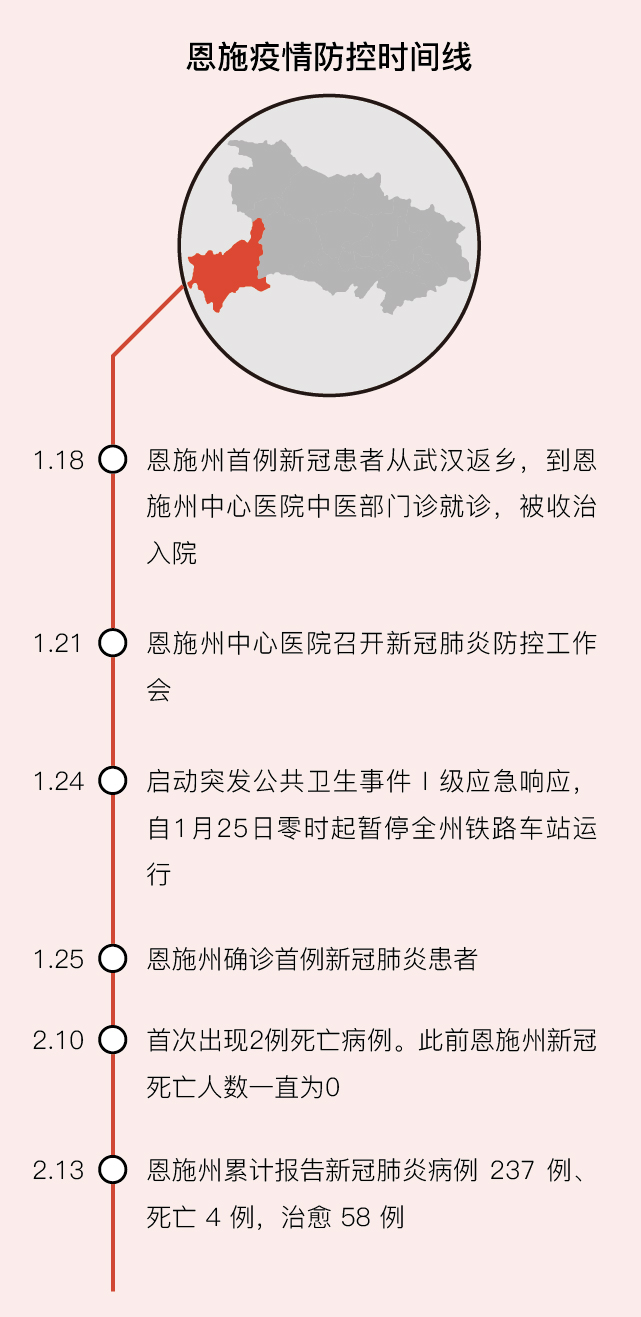 恩施疫情防控时间线
1.18
恩施州首例新冠患者从武汉返乡，到恩
施州中心医院中医部门诊就诊，被收治
入院
1.21
恩施州中心医院召开新冠肺炎防控工作
会
1.24
启动突发公共卫生事件Ⅰ级应急响应，
自1月25日零时起暂停全州铁路车站运
行
1.25
恩施州确诊首例新冠肺炎患者
2.10
首次出现2例死亡病例。此前恩施州新冠
死亡人数一直为0
2.13
恩施州累计报告新冠肺炎病例 237 例、
死亡 4 例，治愈 58 例